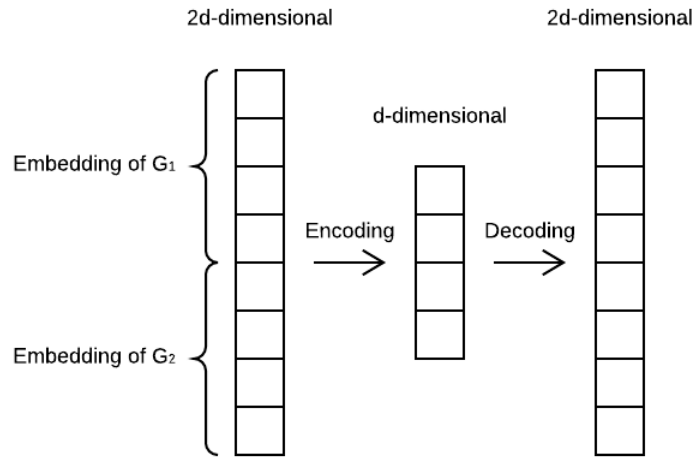 2d-dimensional
2d-dimensional
d-dimensional
Embedding of G₁
Encoding
Decoding
Embedding of G₂